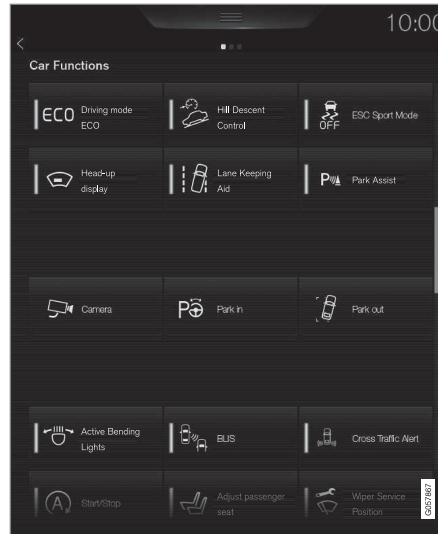 10:00
Car Functions
ECO Driving mode
ECO
Hill Descent
Control
OFF ESC Sport Mode
Head-up
display
Lane Keeping
Aid
P Park Assist
Camera
P Park in
Park out
Active Bending
Lights
BLIS
Cross Traffic Alert
A Start/Stop
Adjust passenger
seat
Wiper Service
Position
G057867